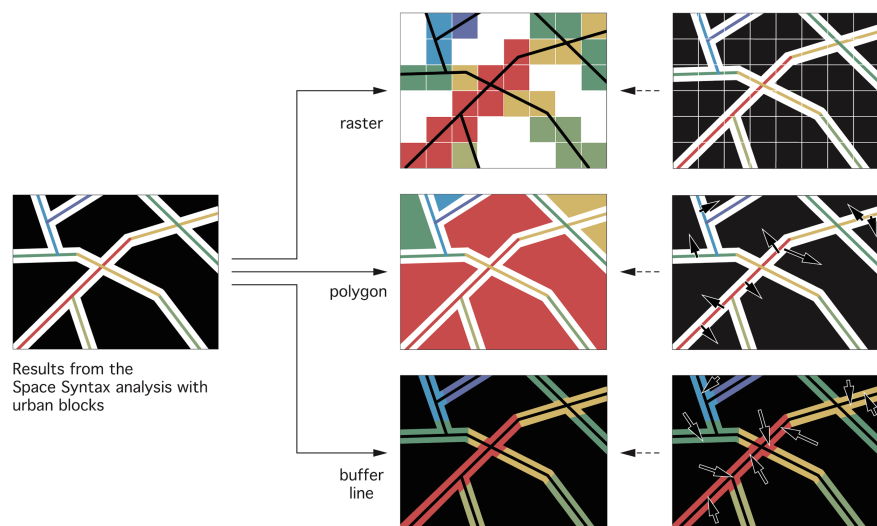 raster
polygon
Results from the
Space Syntax analysis with
urban blocks
buffer
line